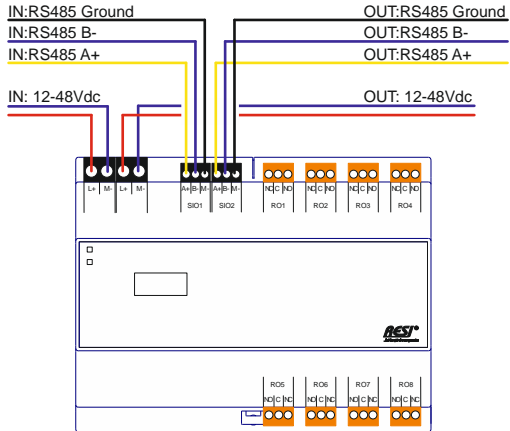 IN:RS485 Ground OUT:RS485 Ground
IN:RS485 B- OUT:RS485 B-
IN:RS485 A+ OUT:RS485 A+
IN: 12-48Vdc OUT: 12-48Vdc
L+ M- L+ M- A+ B- M- A+ B- M- NC C NO NC C NO NC C NO NC C NO
SIO1 SIO2 RO1 RO2 RO3 RO4
RESI
RO5 RO6 RO7 RO8
NO C NC NO C NC NO C NC NO C NC